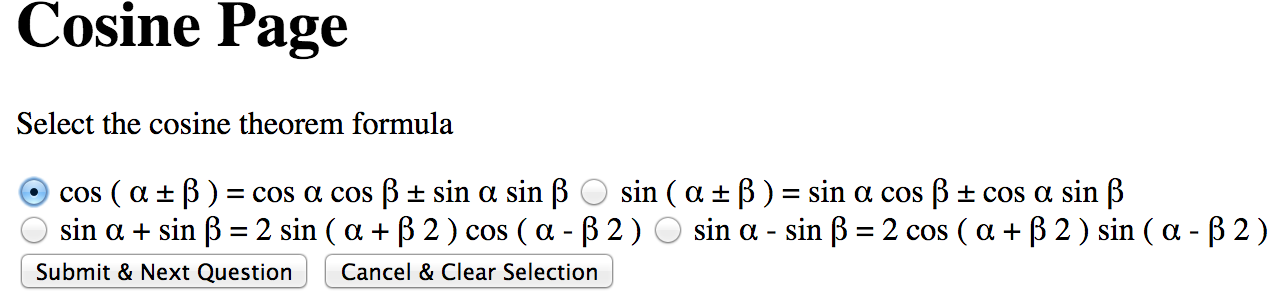 Cosine Page
Select the cosine theorem formula
cos ( α ± β ) = cos α cos β ± sin α sin β sin ( α ± β ) = sin α cos β ± cos α sin β
sin α + sin β = 2 sin ( α + β 2 ) cos ( α - β 2 ) sin α - sin β = 2 cos ( α + β 2 ) sin ( α - β 2 )
Submit & Next Question Cancel & Clear Selection